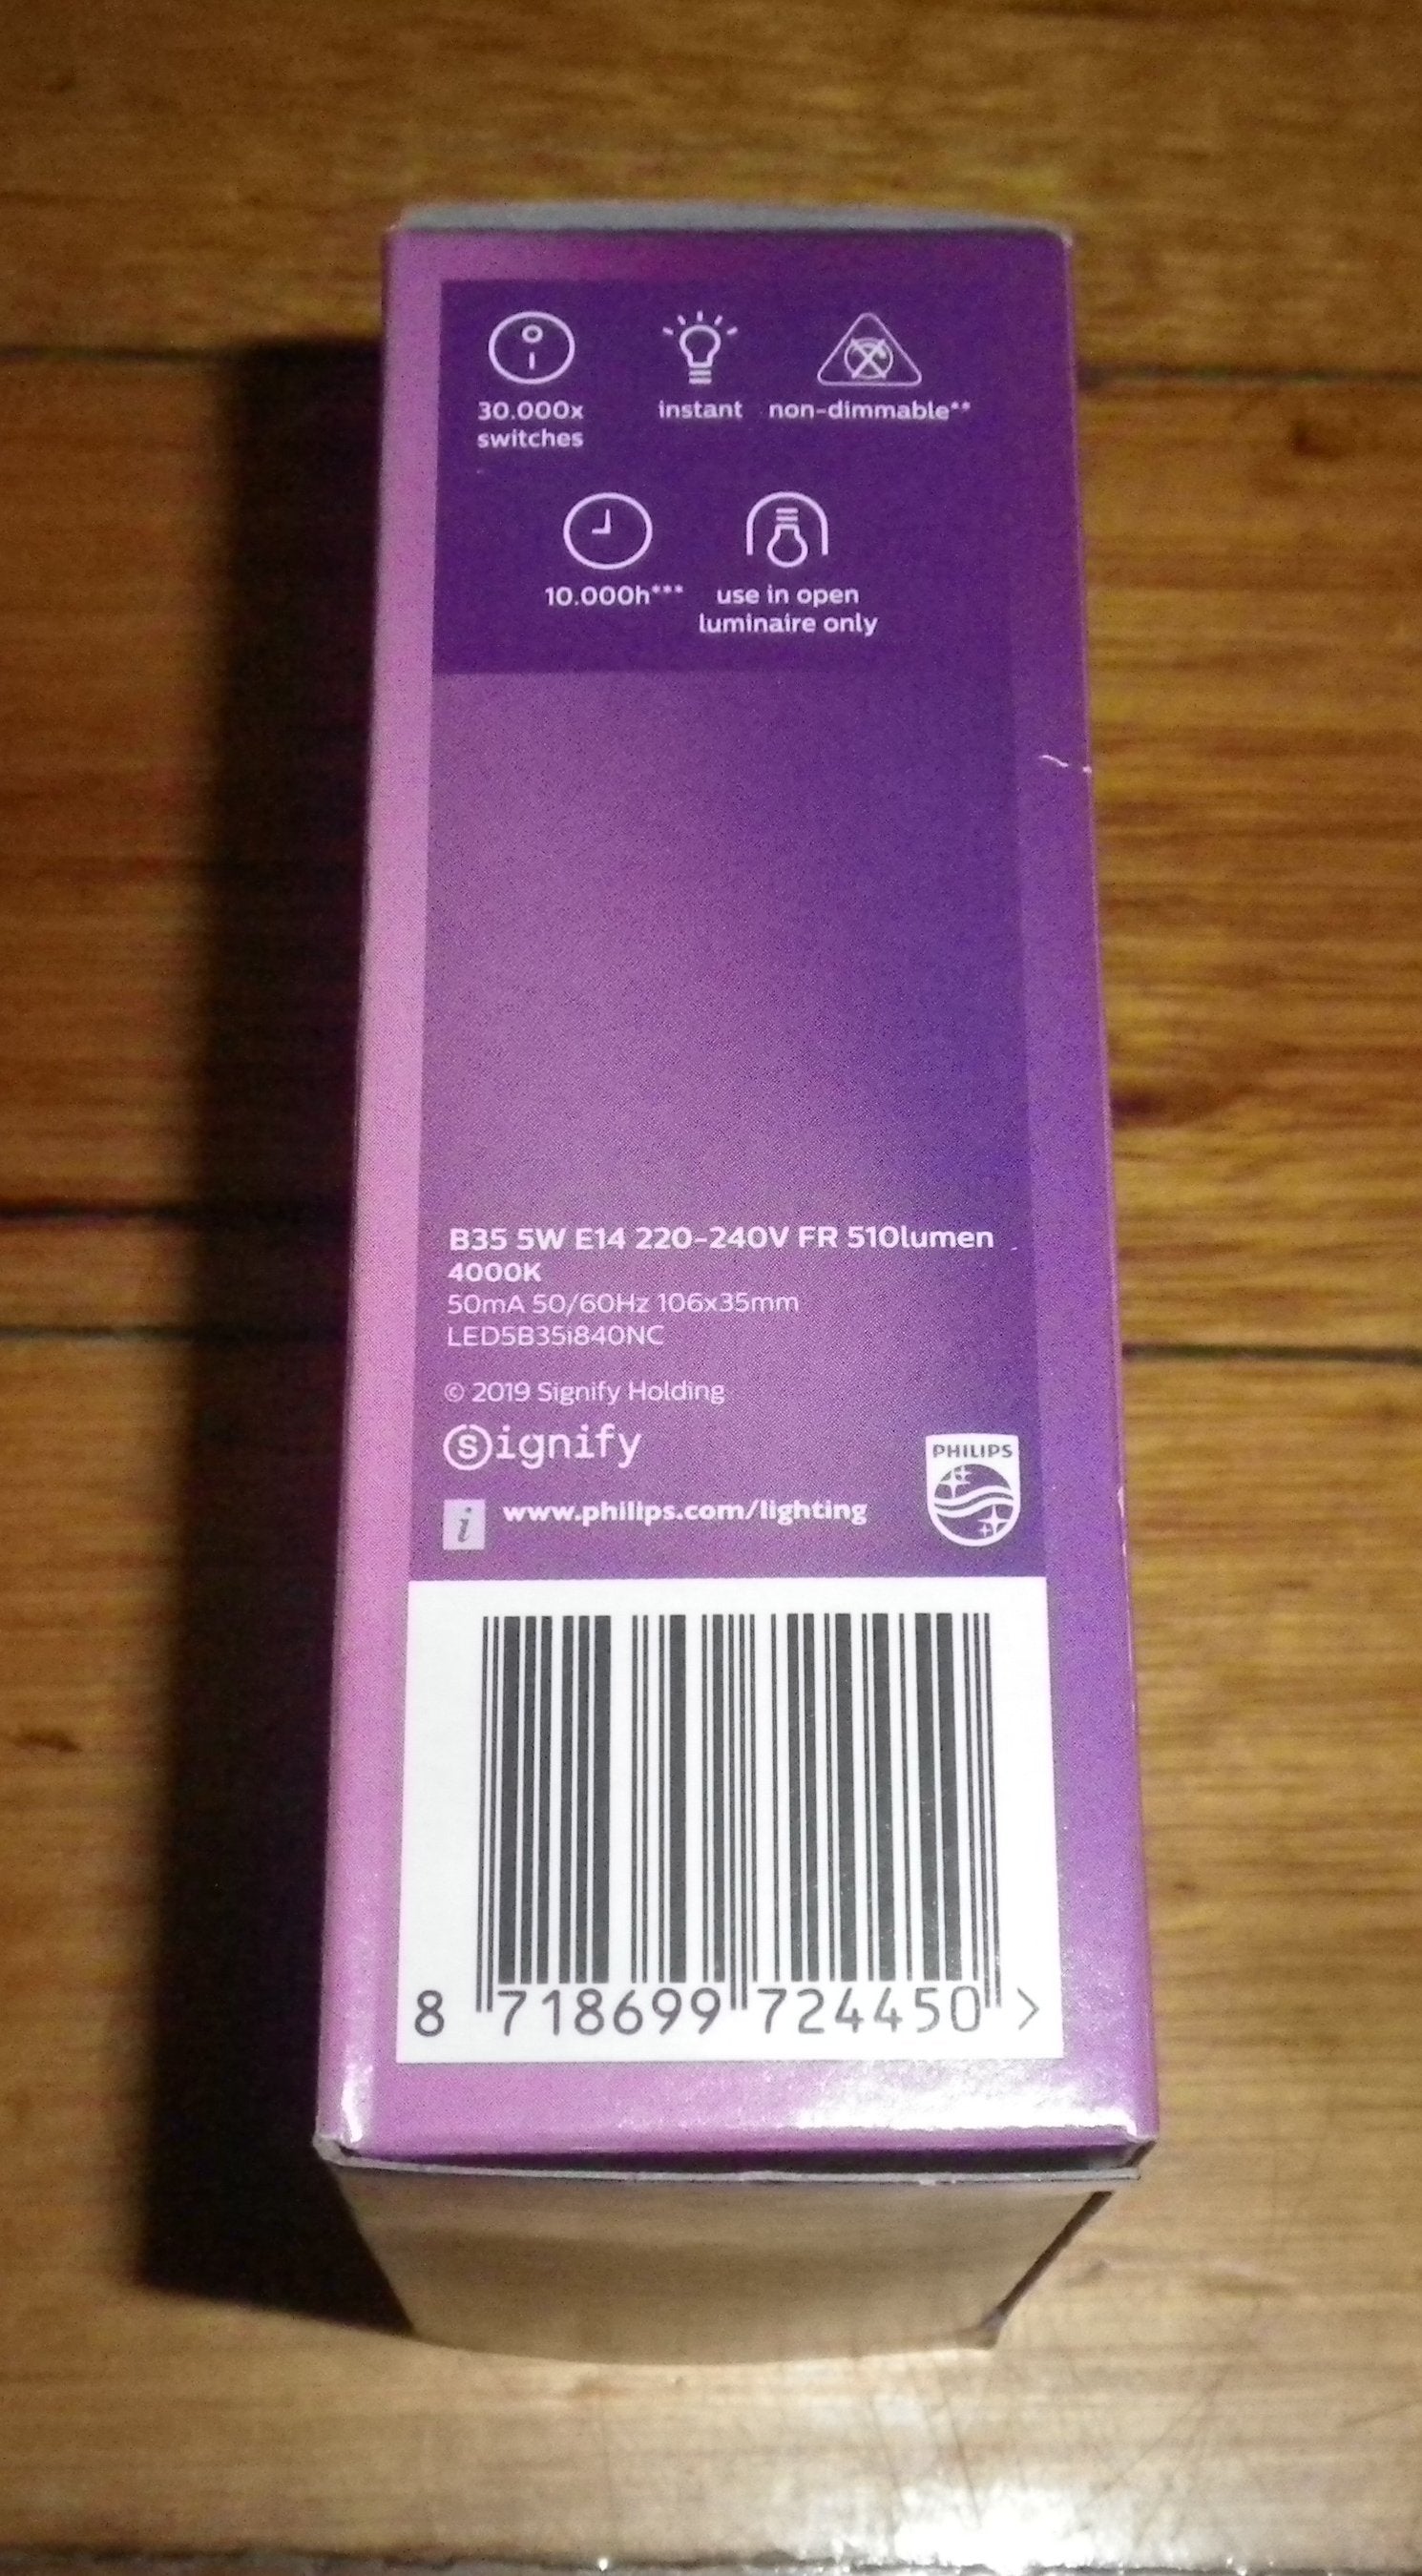 30.000x
switches
instant
non-dimmable**
10.000h***
use in open
luminaire only
B35 5W E14 220-240V FR 510lumen
4000K
50mA 50/60Hz 106x35mm
LED5B35i840NC
© 2019 Signify Holding
Signify
PHILIPS
i www.philips.com/lighting
8 718699 724450 >